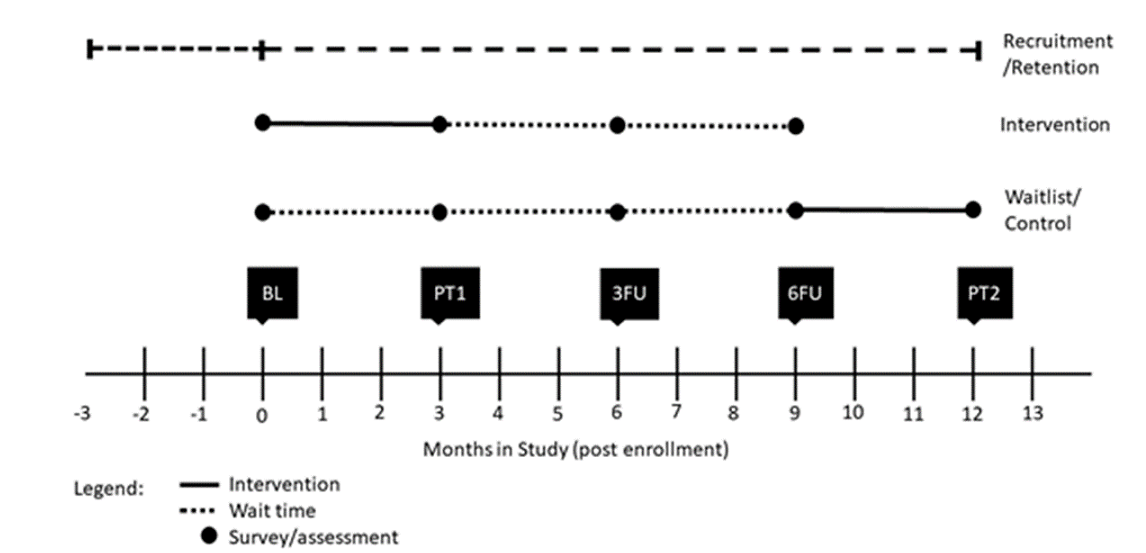 Recruitment
/Retention
Intervention
Waitlist/
Control
BL PT1 3FU 6FU PT2
-3 -2 -1 0 1 2 3 4 5 6 7 8 9 10 11 12 13
Months in Study (post enrollment)
Legend: Intervention
Wait time
Survey/assessment